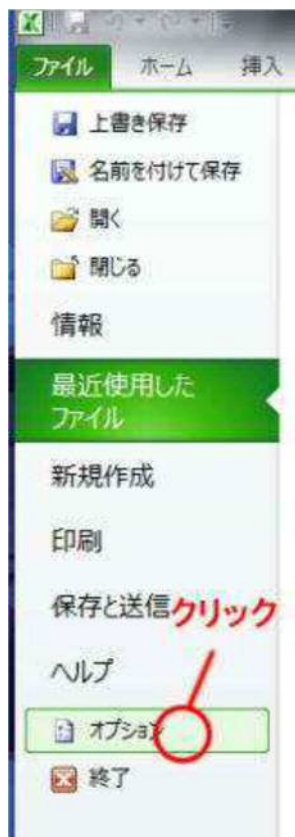 ファイル ホーム 挿入
上書き保存
名前を付けて保存
開く
閉じる
情報
最近使用した
ファイル
新規作成
印刷
保存と送信
クリック
ヘルプ
オプション
終了